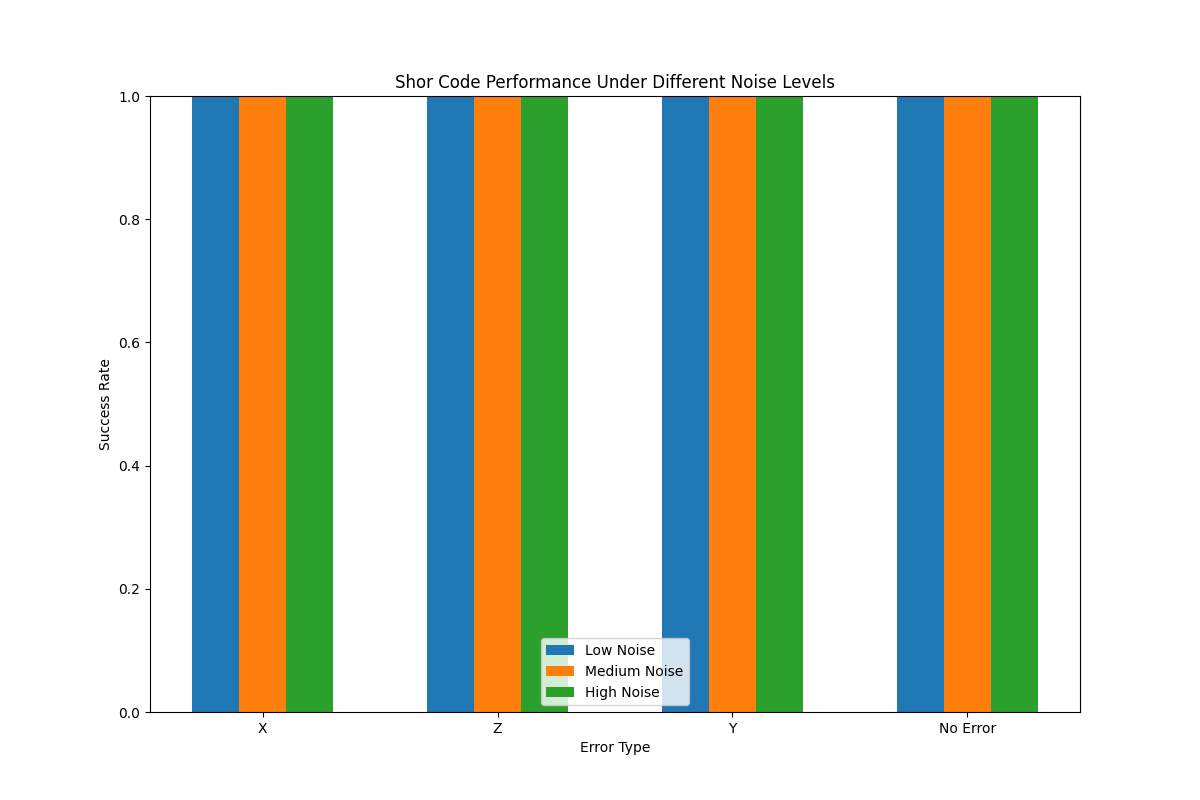 Shor Code Performance Under Different Noise Levels
1.0
0.8
0.6
0.4
0.2
0.0
Success Rate
Low Noise
Medium Noise
High Noise
X
Z
Y
No Error
Error Type